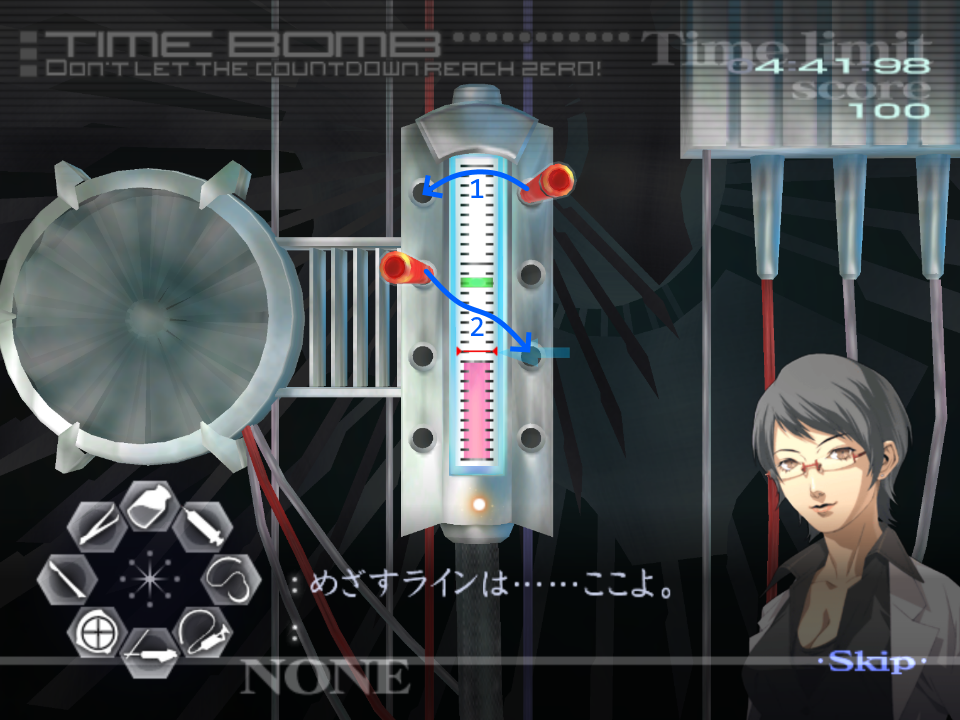 TIME BOMB
DON'T LET THE COUNTDOWN REACH ZERO!
Time limit
04:41:98
score
100
1
2
：めざすラインは……ここよ。
：
NONE
·Skip·